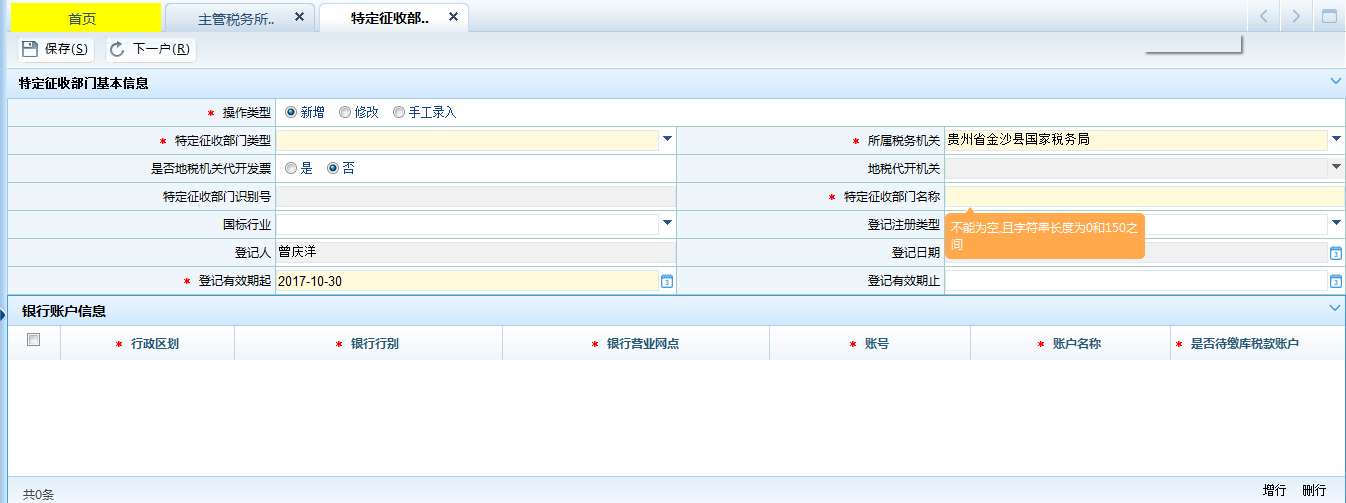 首页 主管税务所.. 特定征收部..
保存(S) 下一户(R)
特定征收部门基本信息
* 操作类型 新增 修改 手工录入
* 特定征收部门类型 * 所属税务机关 贵州省金沙县国家税务局
是否地税机关代开发票 是 否 地税代开机关
特定征收部门识别号 * 特定征收部门名称
国标行业 登记注册类型
不能为空,且字符串长度为0和150之
间
登记人 曾庆洋 登记日期
* 登记有效期起 2017-10-30 登记有效期止
银行账户信息
* 行政区划 * 银行行别 * 银行营业网点 * 账号 * 账户名称 * 是否待缴库税款账户
共0条 增行 删行